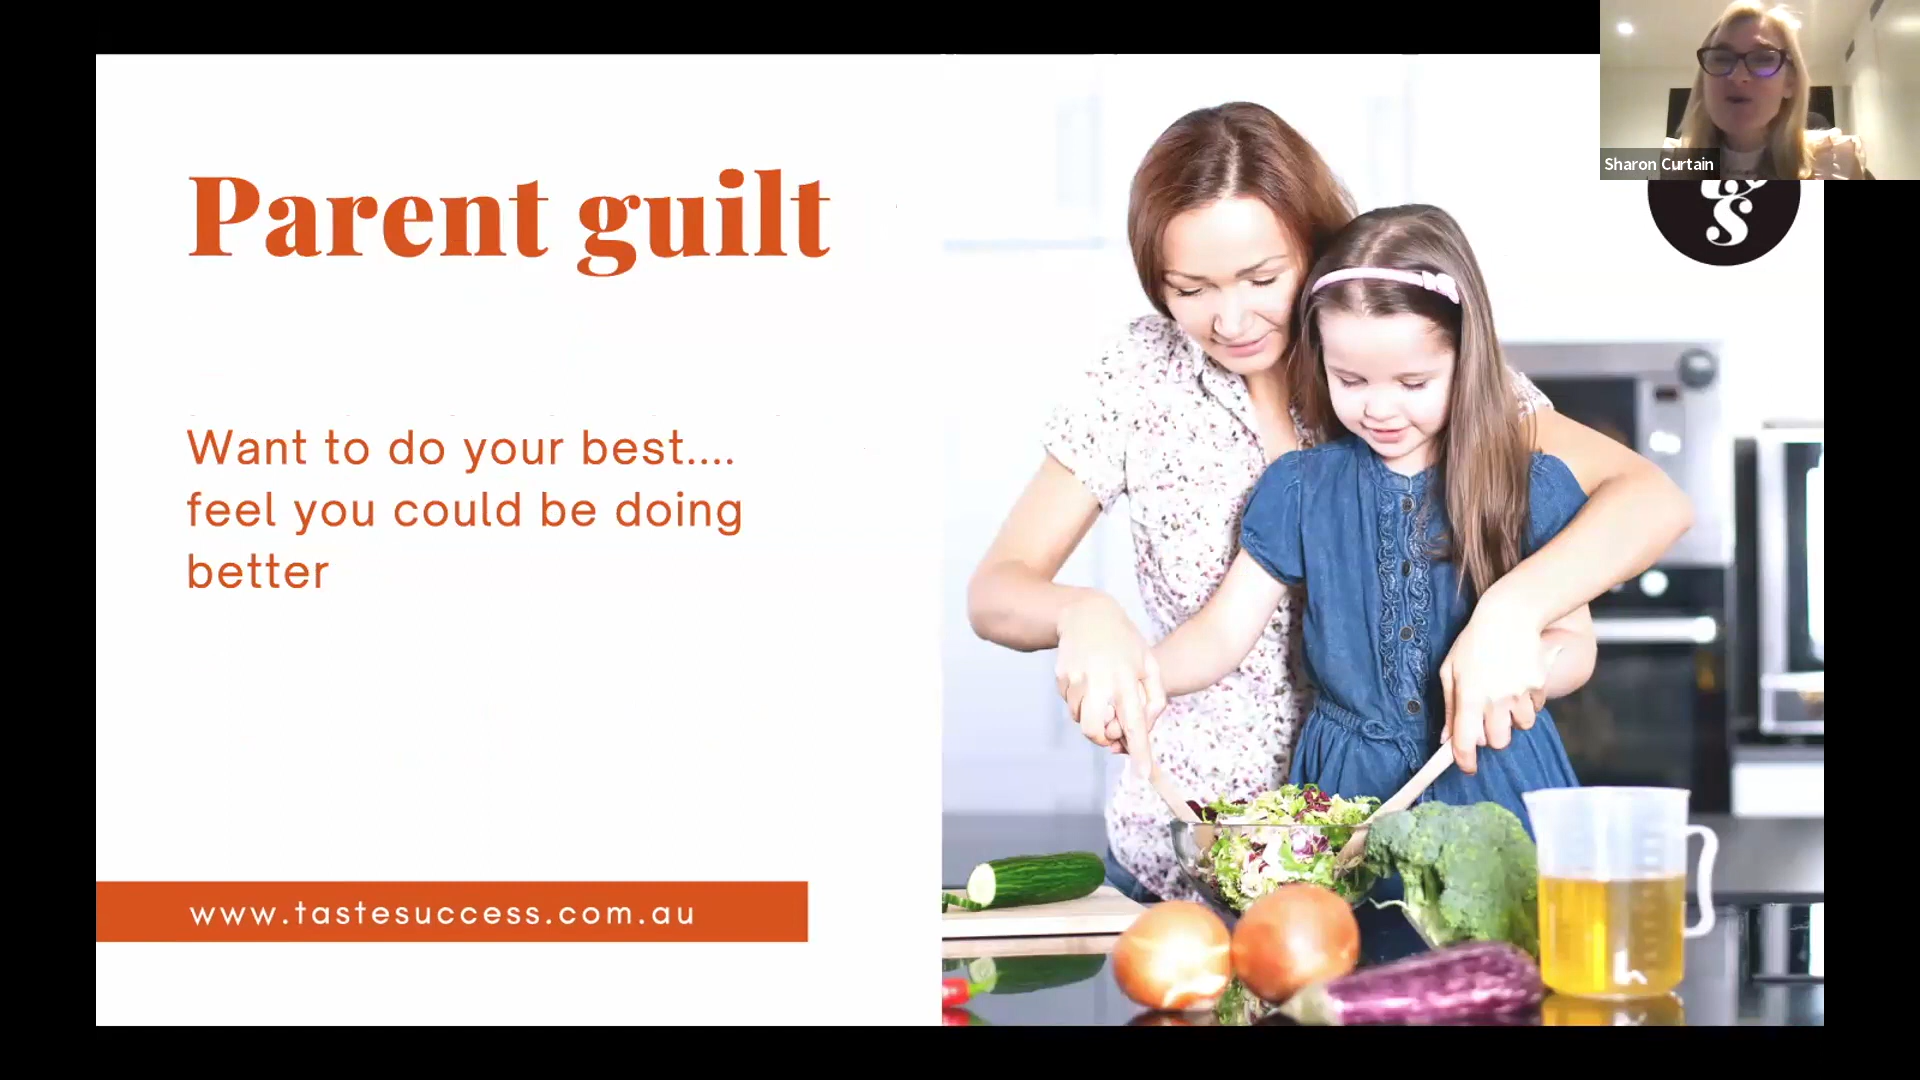 Sharon Curtain
Parent guilt
Want to do your best....
feel you could be doing
better
www.tastesuccess.com.au